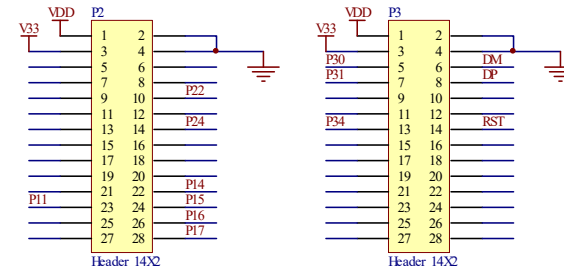 VDD P2 VDD P3
V33 1 2 V33 1 2
3 4 3 4
5 6 P30 5 6 DM
7 8 P31 7 8 DP
9 10 P22 9 10
11 12 11 12
13 14 P24 P34 13 14 RST
15 16 15 16
17 18 17 18
19 20 19 20
21 22 P14 21 22
P11 23 24 P15 23 24
25 26 P16 25 26
27 28 P17 27 28
Header 14X2 Header 14X2